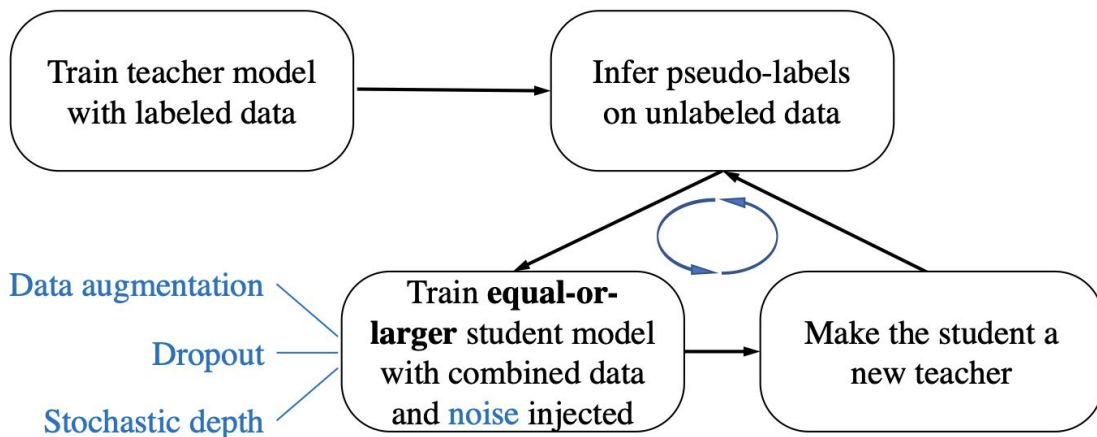 Train teacher model
with labeled data
Infer pseudo-labels
on unlabeled data
Data augmentation
Dropout
Stochastic depth
Train equal-or-
larger student model
with combined data
and noise injected
Make the student a
new teacher